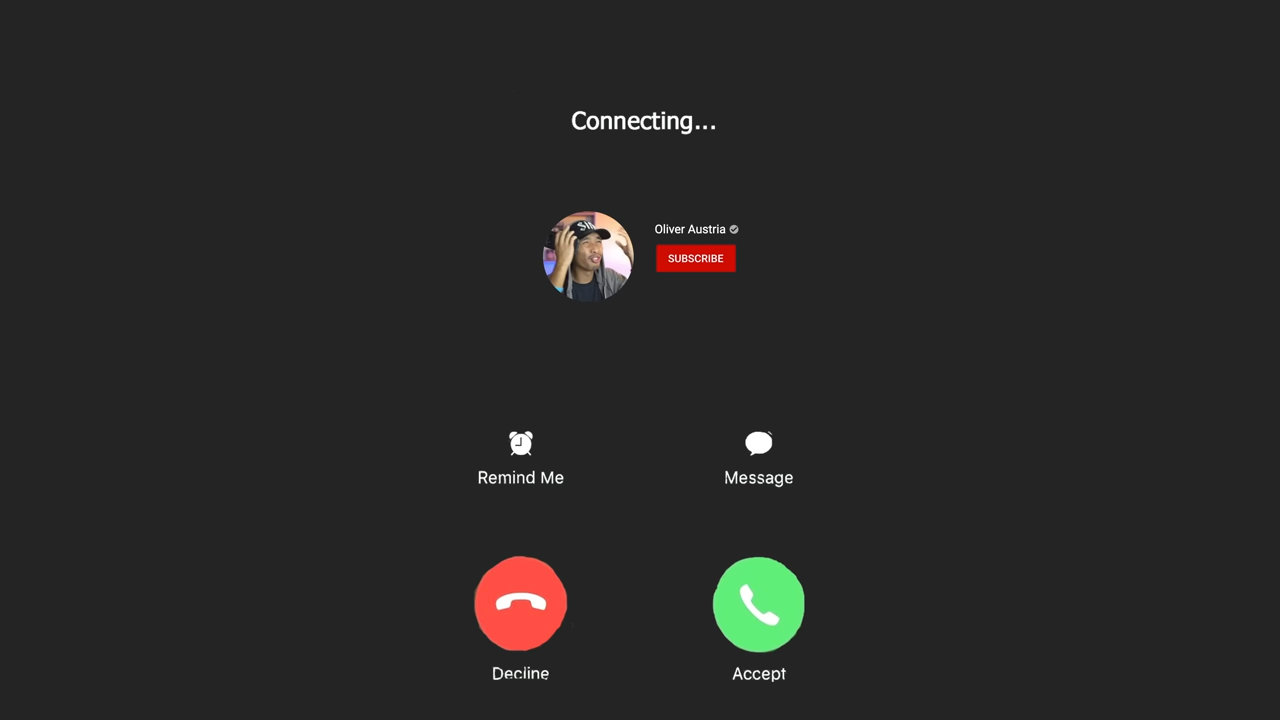 Connecting...
Oliver Austria
SUBSCRIBE
Remind Me
Message
Decline
Accept